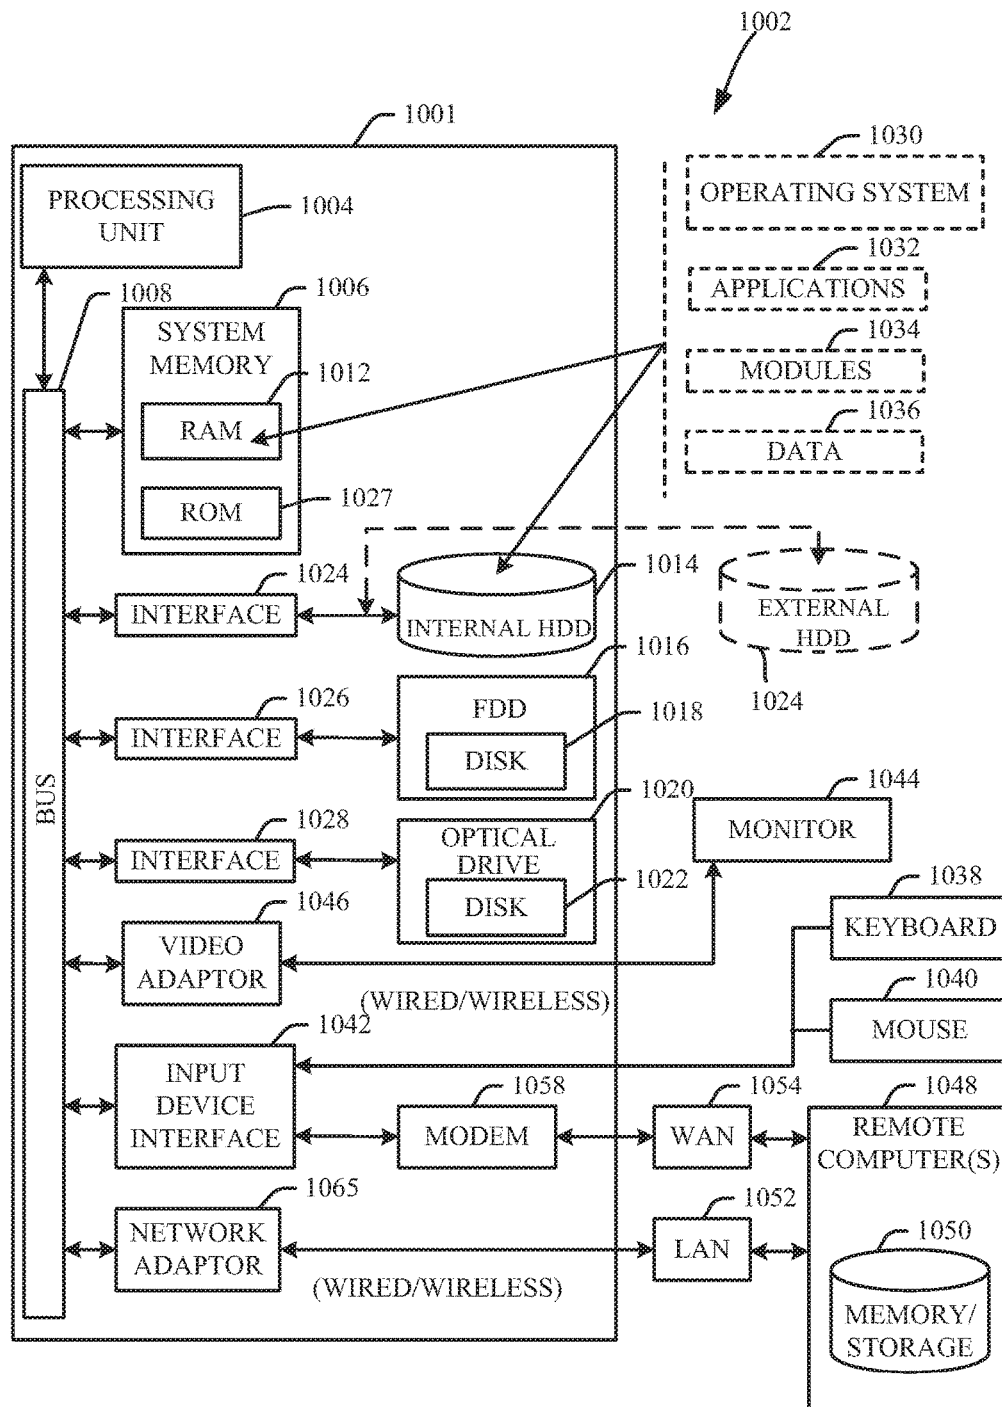 1002
1001
1030
OPERATING SYSTEM
PROCESSING
UNIT
1004
1032
APPLICATIONS
1008
1006
SYSTEM
MEMORY
1034
MODULES
1012
RAM
1036
DATA
1027
ROM
1024
INTERFACE
1014
INTERNAL HDD
EXTERNAL
HDD
1024
1016
FDD
1026
INTERFACE
1018
DISK
BUS
1044
MONITOR
1020
OPTICAL
DRIVE
1028
INTERFACE
1022
DISK
1038
KEYBOARD
1046
VIDEO
ADAPTOR
(WIRED/WIRELESS)
1040
MOUSE
1042
INPUT
DEVICE
INTERFACE
1058
MODEM
1054
WAN
1048
REMOTE
COMPUTER(S)
1065
NETWORK
ADAPTOR
1052
LAN
(WIRED/WIRELESS)
1050
MEMORY/
STORAGE